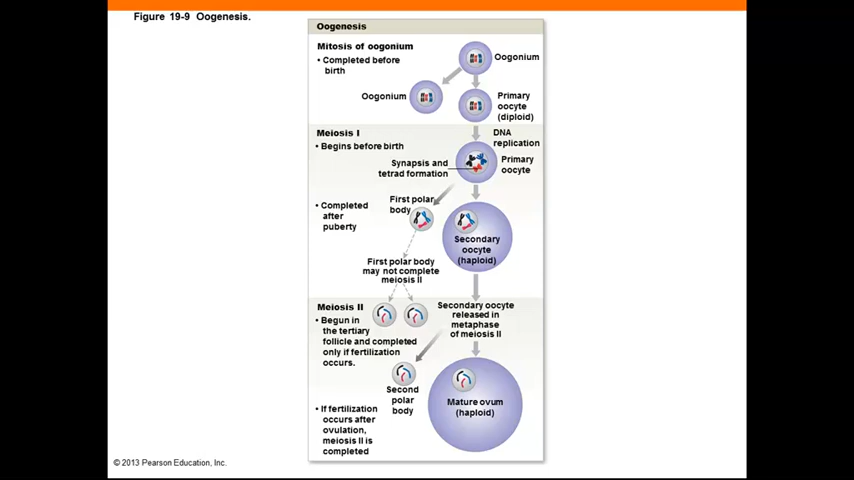 Figure 19-9 Oogenesis.
Oogenesis
Mitosis of oogonium
• Completed before
birth
Oogonium
Oogonium
Primary
oocyte
(diploid)
Meiosis I
• Begins before birth
DNA
replication
Synapsis and
tetrad formation
Primary
oocyte
• Completed
after
puberty
First polar
body
Secondary
oocyte
(haploid)
First polar body
may not complete
meiosis II
Meiosis II
• Begun in
the tertiary
follicle and completed
only if fertilization
occurs.
Secondary oocyte
released in
metaphase
of meiosis II
Second
polar
body
Mature ovum
(haploid)
• If fertilization
occurs after
ovulation,
meiosis II is
completed
© 2013 Pearson Education, Inc.